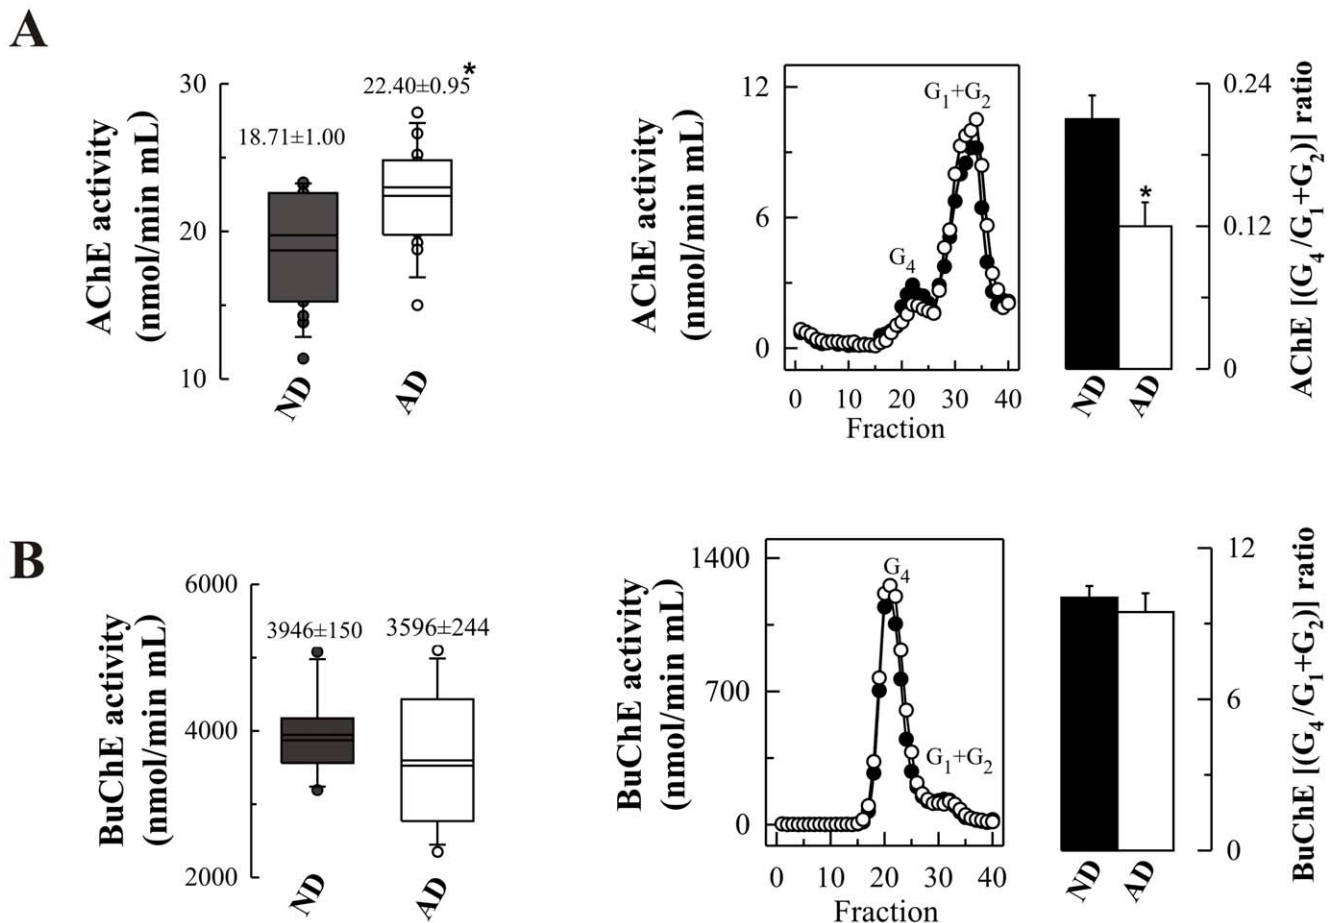 A
AChE activity
(nmol/min mL)
30
20
10
18.71±1.00
22.40±0.95*
ND
AD
AChE activity
(nmol/min mL)
12
6
0
G4
G1+G2
0 10 20 30 40
Fraction
*
ND
AD
0.24
0.12
0
AChE [(G4/G1+G2)] ratio
B
BuChE activity
(nmol/min mL)
6000
4000
2000
3946±150
3596±244
ND
AD
BuChE activity
(nmol/min mL)
1400
700
0
G4
G1+G2
0 10 20 30 40
Fraction
ND
AD
12
6
0
BuChE [(G4/G1+G2)] ratio